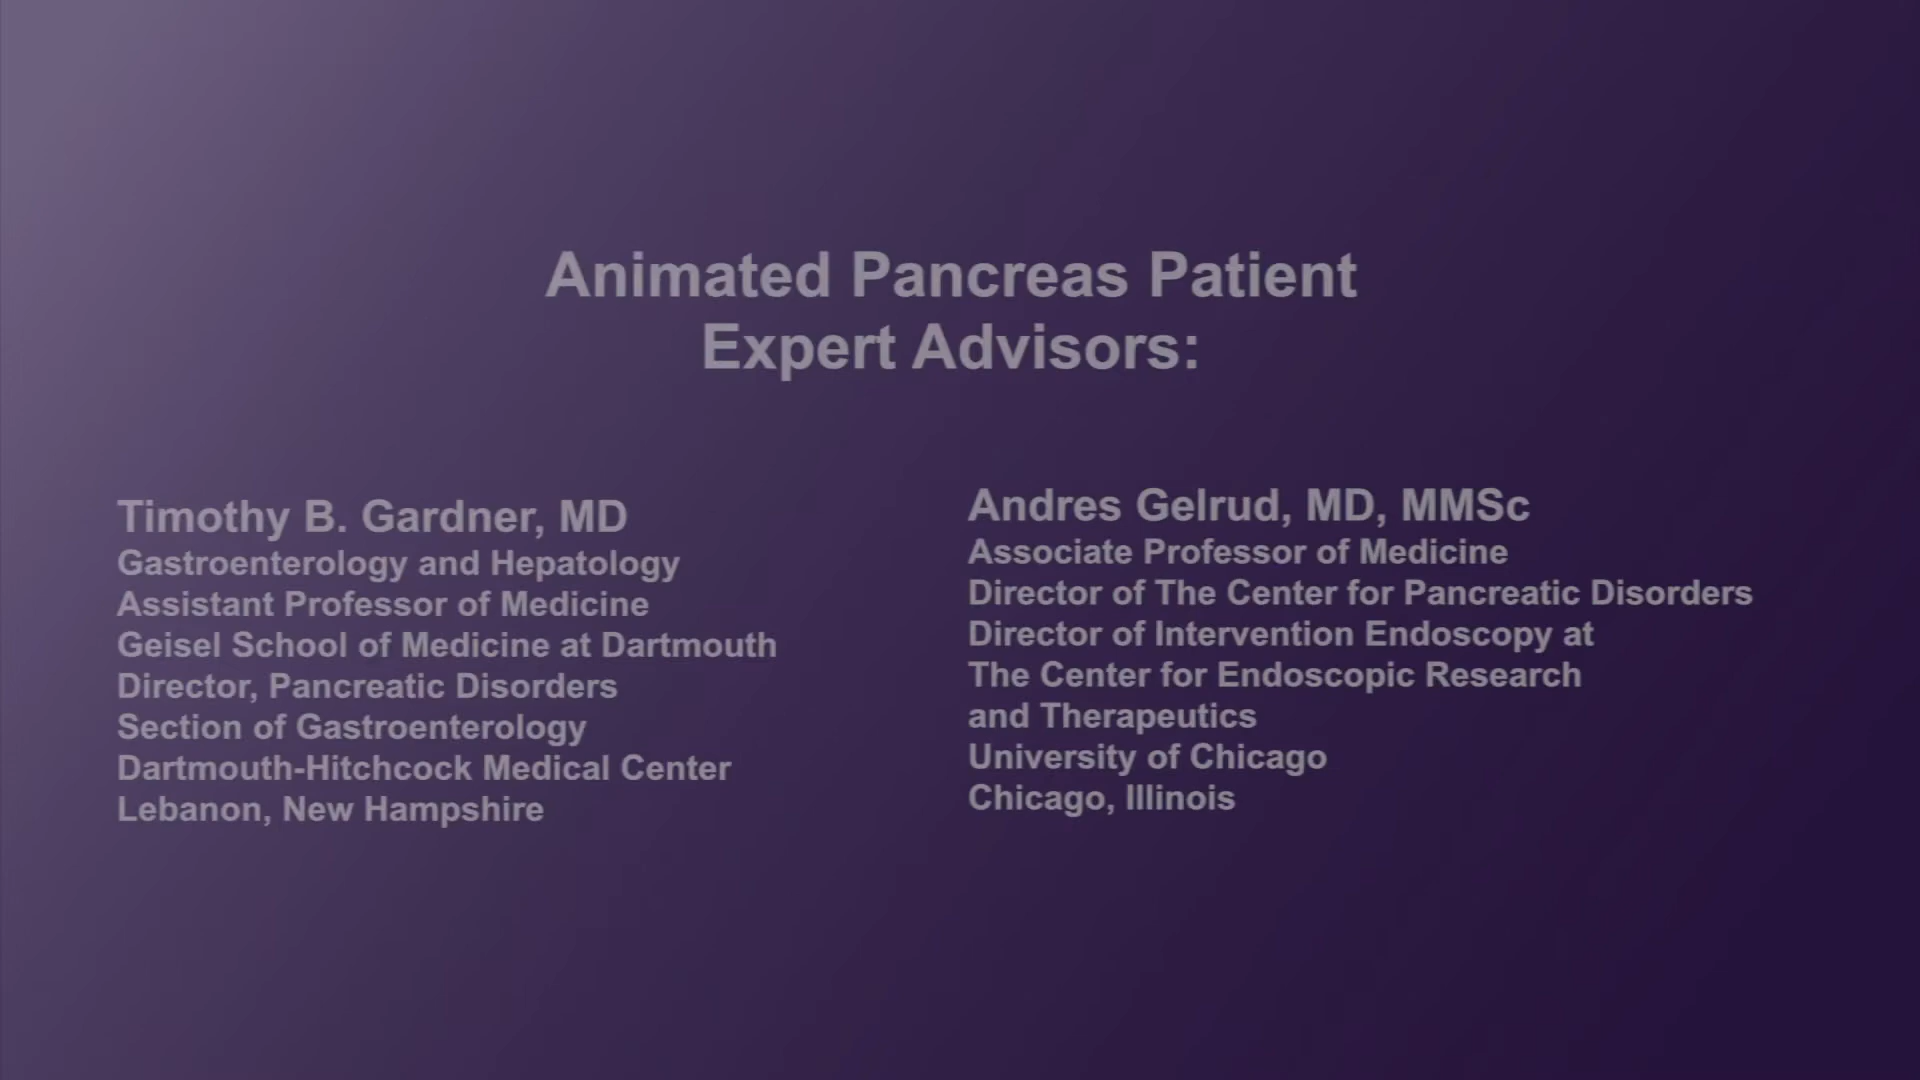 Animated Pancreas Patient
Expert Advisors:
Timothy B. Gardner, MD
Gastroenterology and Hepatology
Assistant Professor of Medicine
Geisel School of Medicine at Dartmouth
Director, Pancreatic Disorders
Section of Gastroenterology
Dartmouth-Hitchcock Medical Center
Lebanon, New Hampshire
Andres Gelrud, MD, MMSc
Associate Professor of Medicine
Director of The Center for Pancreatic Disorders
Director of Intervention Endoscopy at
The Center for Endoscopic Research
and Therapeutics
University of Chicago
Chicago, Illinois